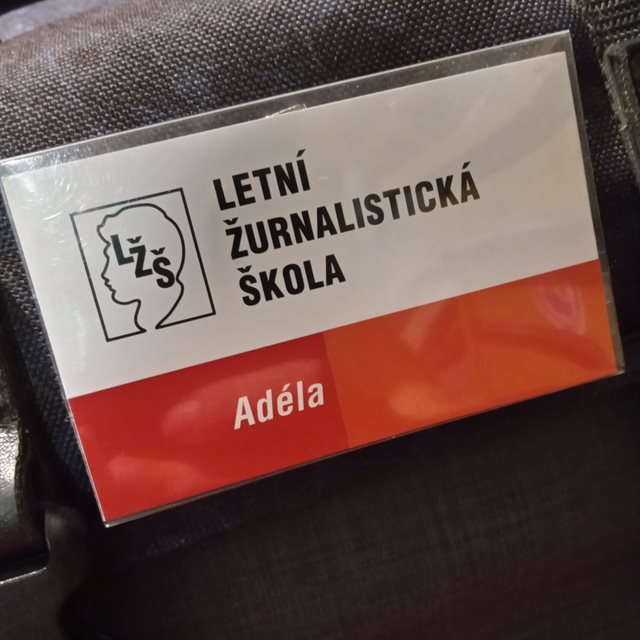 LŽŠ
LETNÍ
ŽURNALISTICKÁ
ŠKOLA
Adéla